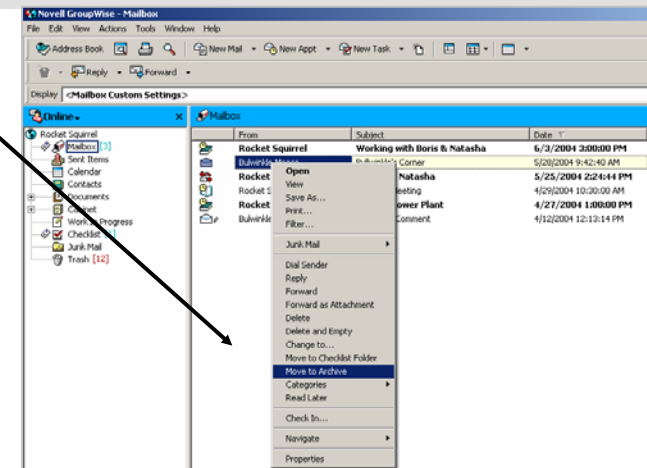 Novell GroupWise - Mailbox
File Edit View Actions Tools Window Help
Address Book New Mail New Appt New Task
Reply Forward
Display <Mailbox Custom Settings>
Online
Mailbox
Rocket Squirrel
Mailbox [3]
Sent Items
Calendar
Contacts
Documents
Cabinet
Work In Progress
Checklist
Junk Mail
Trash [12]
From Subject Date
Rocket Squirrel Working with Boris & Natasha 6/3/2004 3:00:00 PM
Bulwinkle Moose Bullwinkle's Corner 5/28/2004 9:42:40 AM
Rocket Natasha 5/25/2004 2:24:44 PM
Rocket S eeting 4/29/2004 10:30:00 AM
Rocket ower Plant 4/27/2004 1:00:00 PM
Bulwinkle Comment 4/12/2004 12:13:14 PM
Open
View
Save As...
Print...
Filter...
Junk Mail
Dial Sender
Reply
Forward
Forward as Attachment
Delete
Delete and Empty
Change to...
Move to Checklist Folder
Move to Archive
Categories
Read Later
Check In...
Navigate
Properties